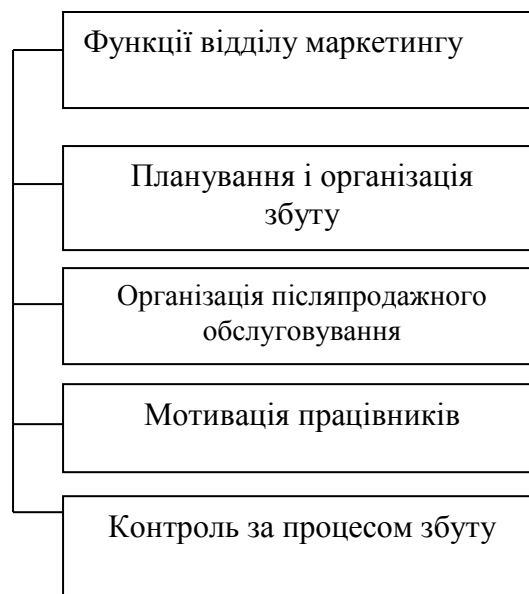 Функції відділу маркетингу
Планування і організація
збуту
Організація післяпродажного
обслуговування
Мотивація працівників
Контроль за процесом збуту